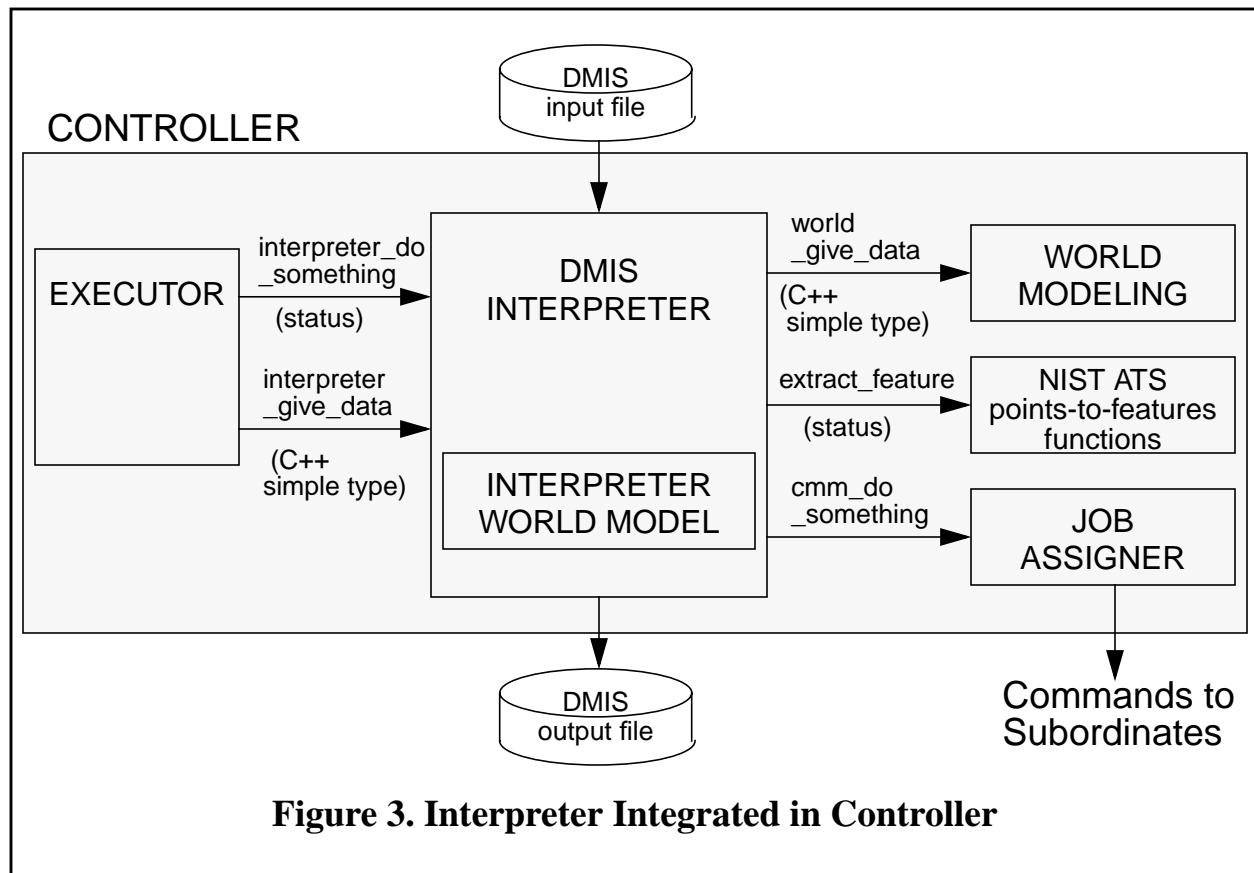 DMIS
input file
CONTROLLER
EXECUTOR
interpreter_do
_something
(status)
interpreter
_give_data
(C++
simple type)
DMIS
INTERPRETER
INTERPRETER
WORLD MODEL
world
_give_data
(C++
simple type)
extract_feature
(status)
cmm_do
_something
WORLD
MODELING
NIST ATS
points-to-features
functions
JOB
ASSIGNER
DMIS
output file
Commands to
Subordinates
Figure 3. Interpreter Integrated in Controller